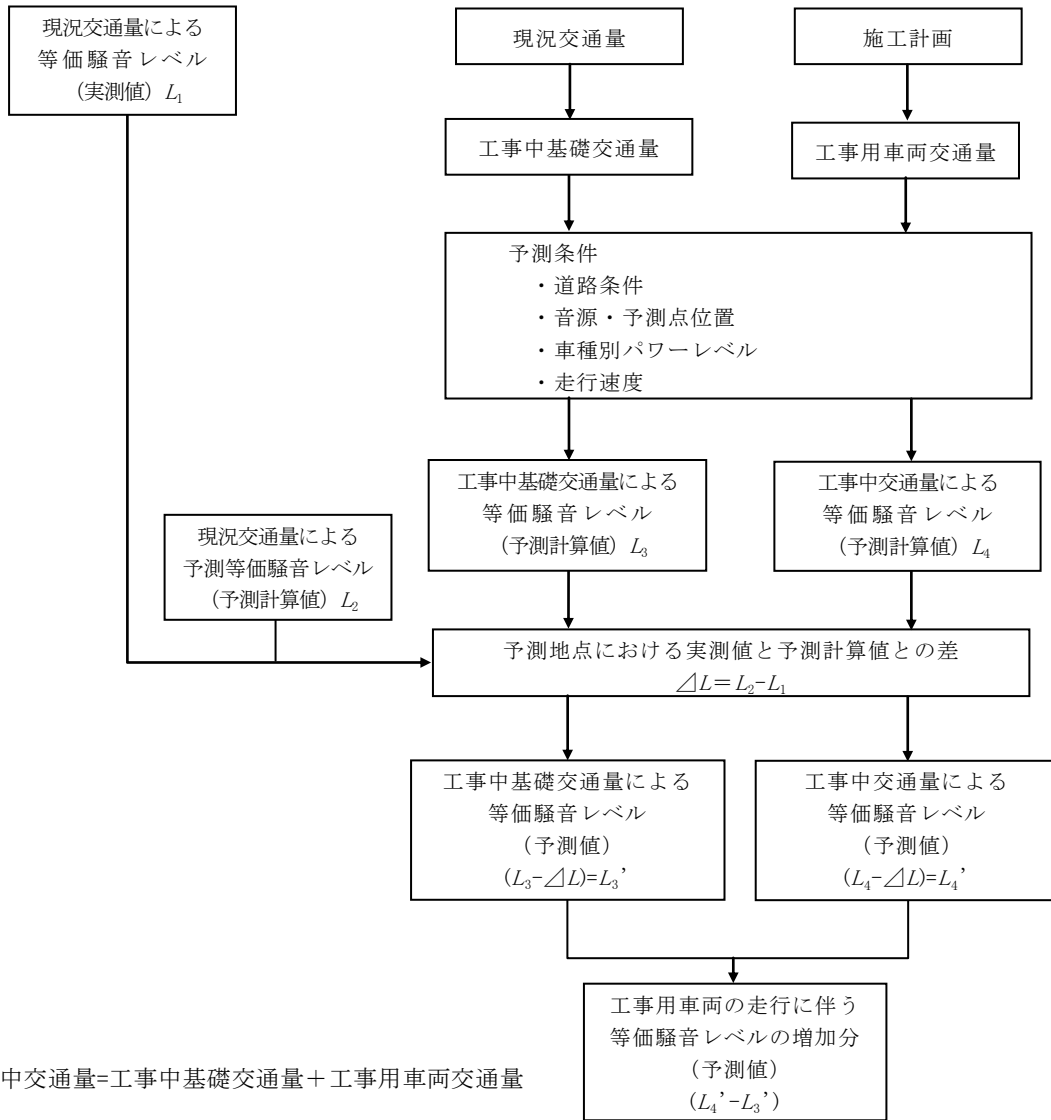 現況交通量による
等価騒音レベル
(実測値) L₁
現況交通量
施工計画
工事中基礎交通量
工事用車両交通量
予測条件
・道路条件
・音源・予測点位置
・車種別パワーレベル
・走行速度
工事中基礎交通量による
等価騒音レベル
(予測計算値) L₃
工事中交通量による
等価騒音レベル
(予測計算値) L₄
現況交通量による
予測等価騒音レベル
(予測計算値) L₂
予測地点における実測値と予測計算値との差
⊿L＝L₂-L₁
工事中基礎交通量による
等価騒音レベル
（予測値）
(L₃-⊿L)=L₃’
工事中交通量による
等価騒音レベル
（予測値）
(L₄-⊿L)=L₄’
工事用車両の走行に伴う
等価騒音レベルの増加分
（予測値）
(L₄’-L₃’)
中交通量=工事中基礎交通量＋工事用車両交通量